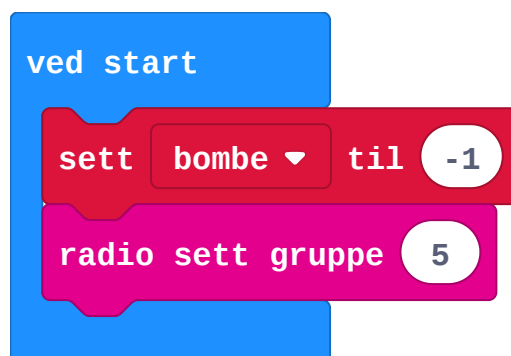 ved start
sett bombe til -1
radio sett gruppe 5